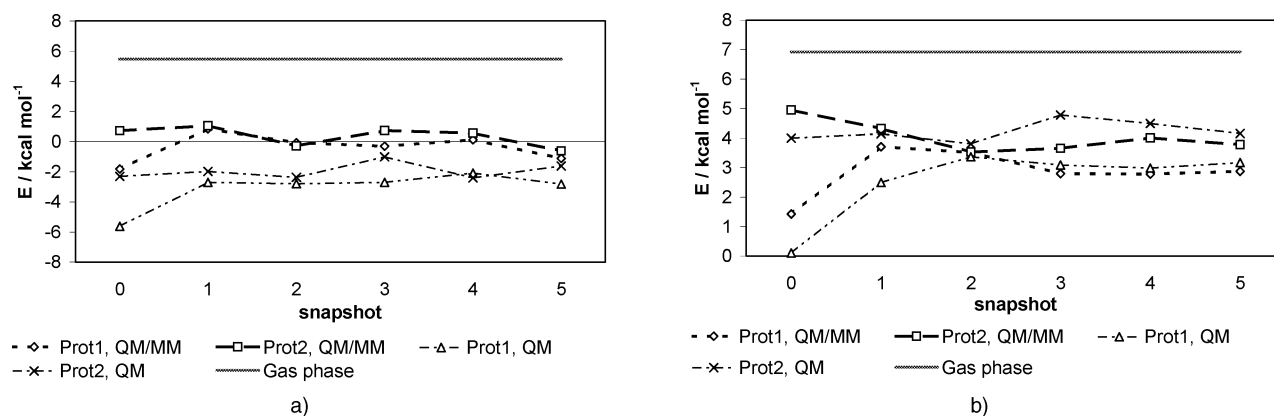 8
6
4
2
0
-2
-4
-6
-8
E / kcal mol⁻¹
0 1 2 3 4 5
snapshot
Prot1, QM/MM Prot2, QM/MM Prot1, QM
Prot2, QM Gas phase
a)
8
7
6
5
4
3
2
1
0
E / kcal mol⁻¹
0 1 2 3 4 5
snapshot
Prot1, QM/MM Prot2, QM/MM Prot1, QM
Prot2, QM Gas phase
b)